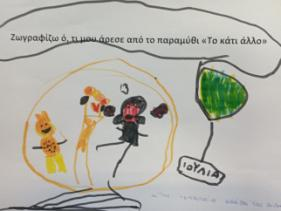 Ζωγραφίζω ό, τι μου άρεσε από το παραμύθι «Το κάτι άλλο»
ΙΟΥΛΙΑ